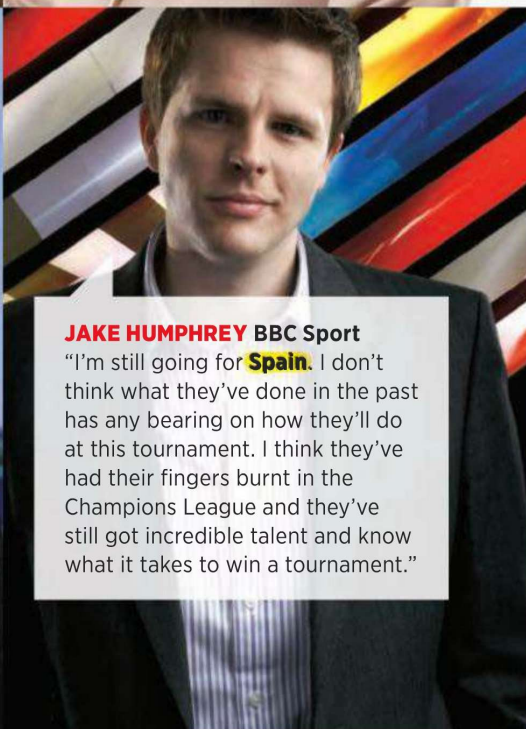 JAKE HUMPHREY BBC Sport
“I’m still going for Spain. I don’t
think what they’ve done in the past
has any bearing on how they’ll do
at this tournament. I think they’ve
had their fingers burnt in the
Champions League and they’ve
still got incredible talent and know
what it takes to win a tournament.”